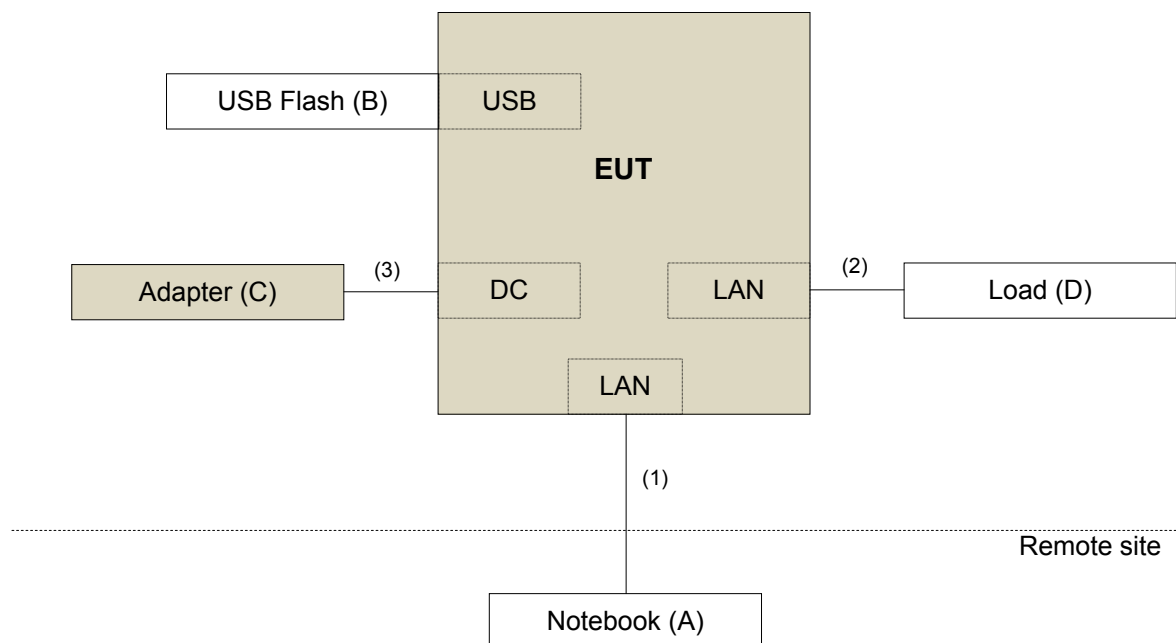 USB Flash (B)
USB
EUT
Adapter (C)
(3)
DC
LAN
(2)
Load (D)
LAN
(1)
Remote site
Notebook (A)